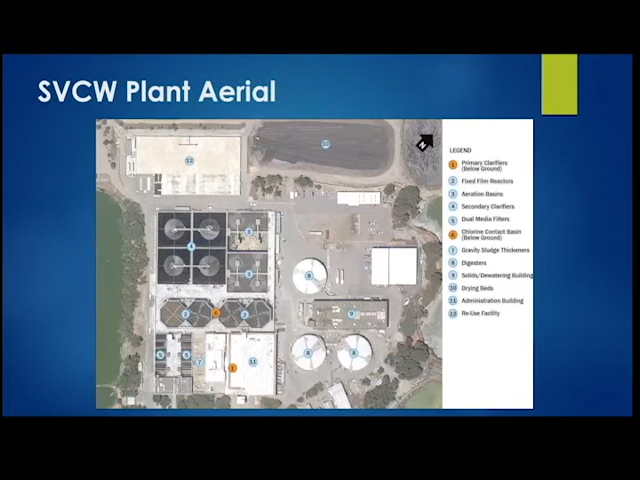 SVCW Plant Aerial
N
LEGEND
1 Primary Clarifiers
(Below Ground)
2 Fixed Film Reactors
3 Aeration Basins
4 Secondary Clarifiers
5 Dual Media Filters
6 Chlorine Contact Basin
(Below Ground)
7 Gravity Sludge Thickeners
8 Digesters
9 Solids/Dewatering Building
10 Drying Beds
11 Administration Building
12 Re-Use Facility